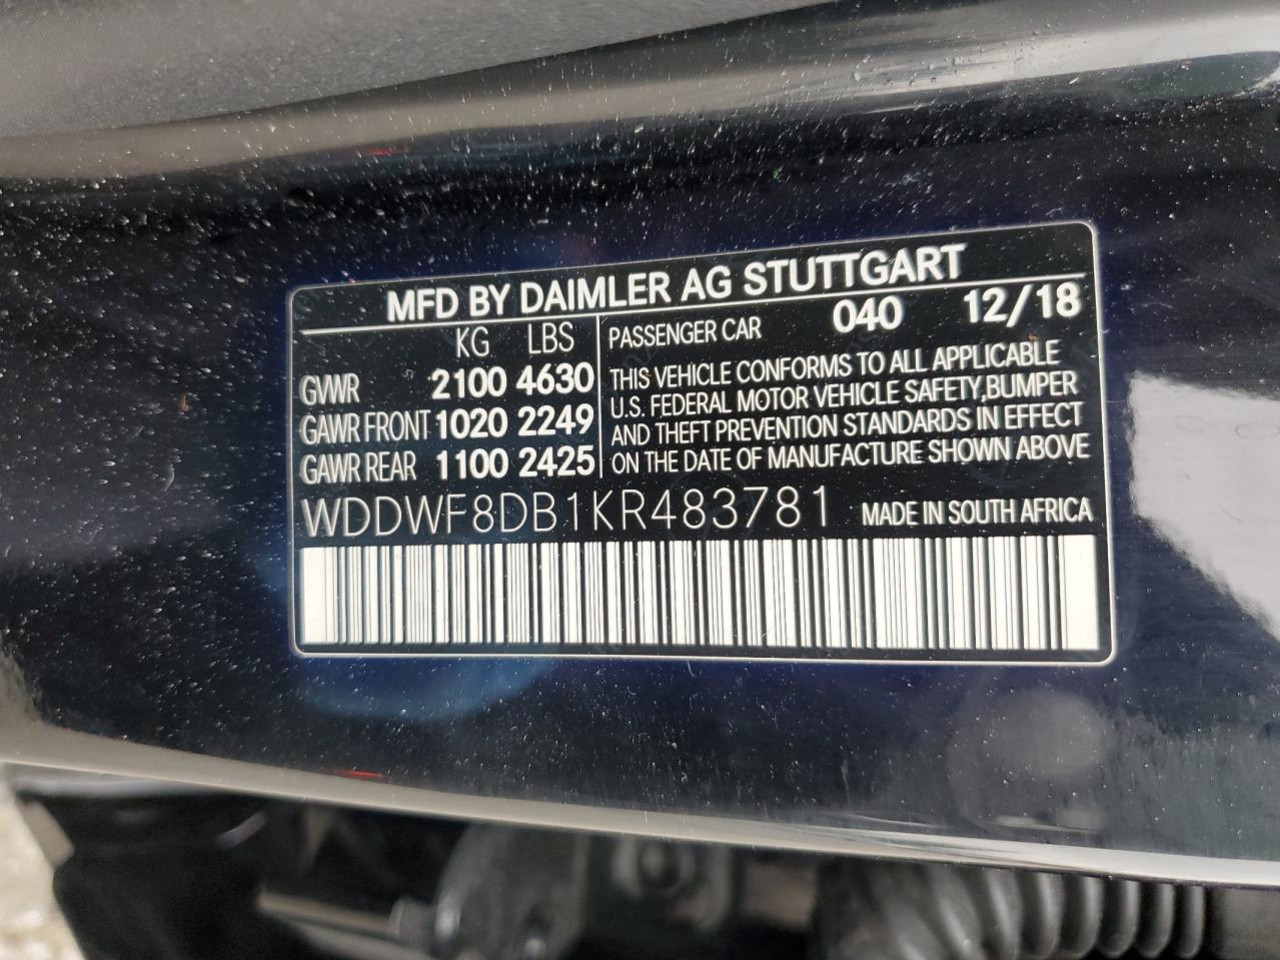 MFD BY DAIMLER AG STUTTGART
KG LBS
GVWR 2100 4630
GAWR FRONT 1020 2249
GAWR REAR 1100 2425
PASSENGER CAR 040 12/18
THIS VEHICLE CONFORMS TO ALL APPLICABLE
U.S. FEDERAL MOTOR VEHICLE SAFETY,BUMPER
AND THEFT PREVENTION STANDARDS IN EFFECT
ON THE DATE OF MANUFACTURE SHOWN ABOVE
WDDWF8DB1KR483781 MADE IN SOUTH AFRICA